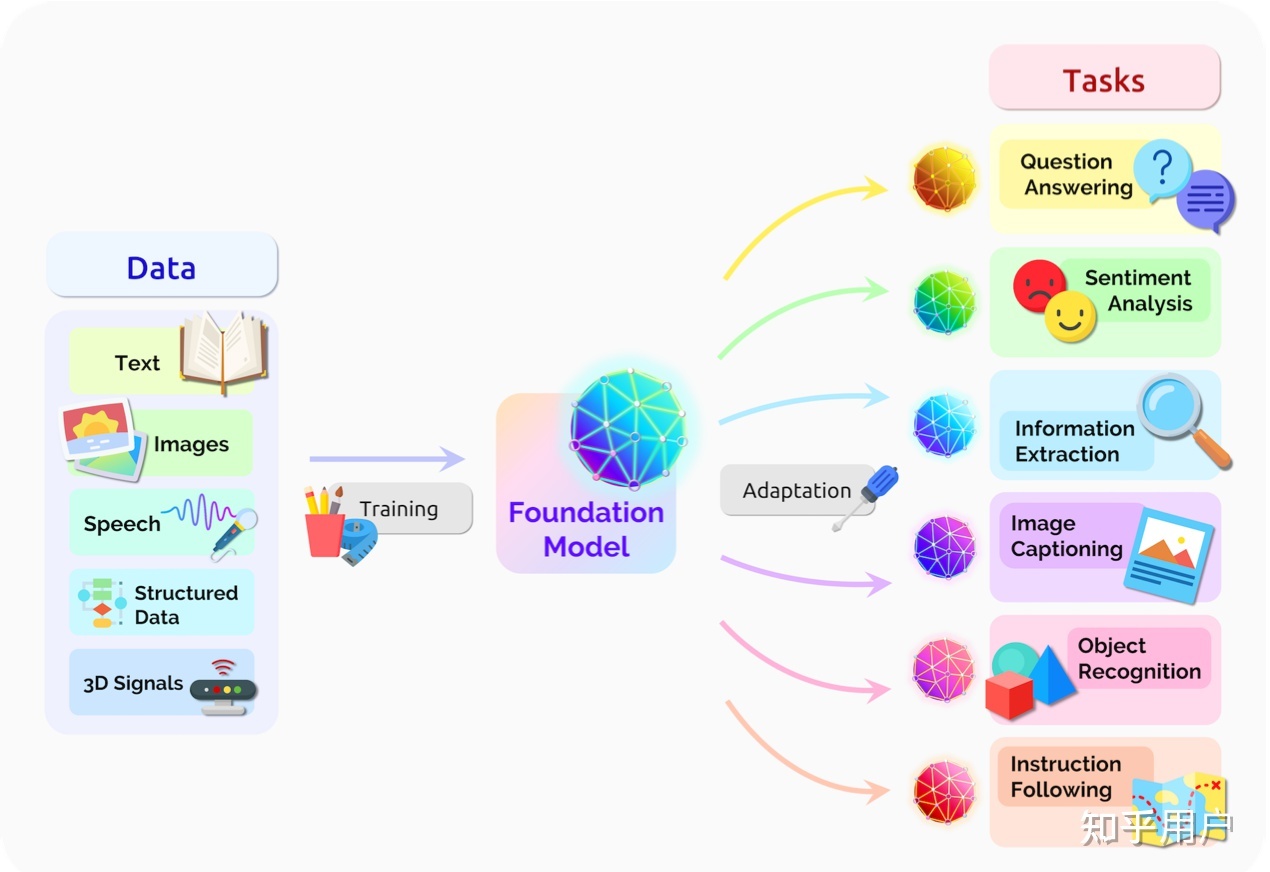 Tasks
Question
Answering
?
Data
Sentiment
Analysis
Text
Images
Information
Extraction
Speech
Training
Foundation
Model
Adaptation
Image
Captioning
Structured
Data
3D Signals
Object
Recognition
Instruction
Following
知乎用户